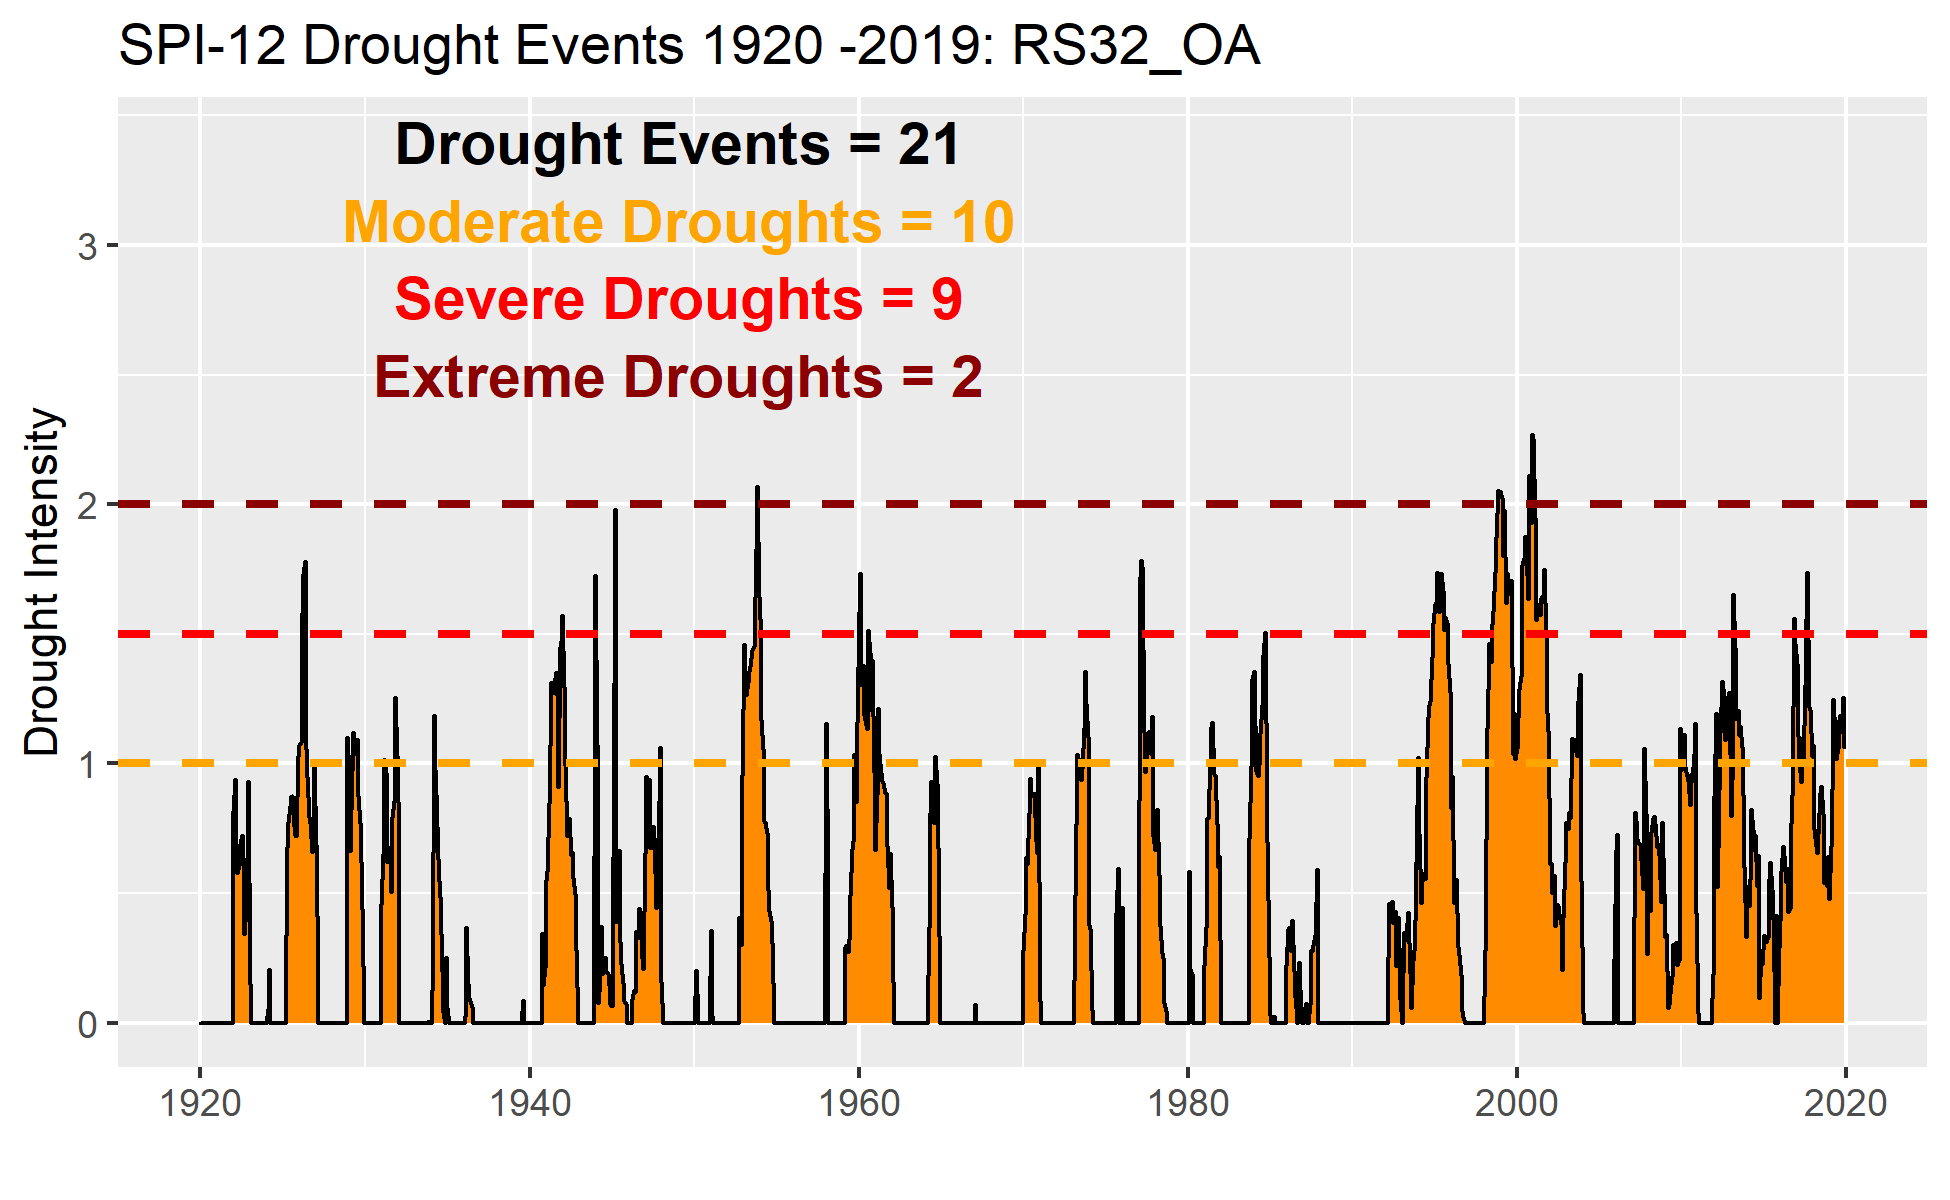 SPI-12 Drought Events 1920 -2019: RS32_OA
Drought Events = 21
Moderate Droughts = 10
Severe Droughts = 9
Extreme Droughts = 2
Drought Intensity
3
2
1
0
1920 1940 1960 1980 2000 2020